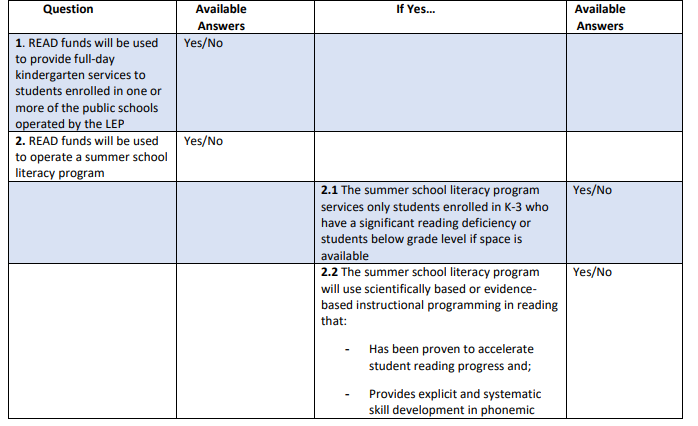 Question
Available
Answers
If Yes…
Available
Answers
1. READ funds will be used
to provide full-day
kindergarten services to
students enrolled in one or
more of the public schools
operated by the LEP
Yes/No
2. READ funds will be used
to operate a summer school
literacy program
Yes/No
2.1 The summer school literacy program
services only students enrolled in K-3 who
have a significant reading deficiency or
students below grade level if space is
available
Yes/No
2.2 The summer school literacy program
will use scientifically based or evidence-
based instructional programming in reading
that:
- Has been proven to accelerate
student reading progress and;
- Provides explicit and systematic
skill development in phonemic
Yes/No